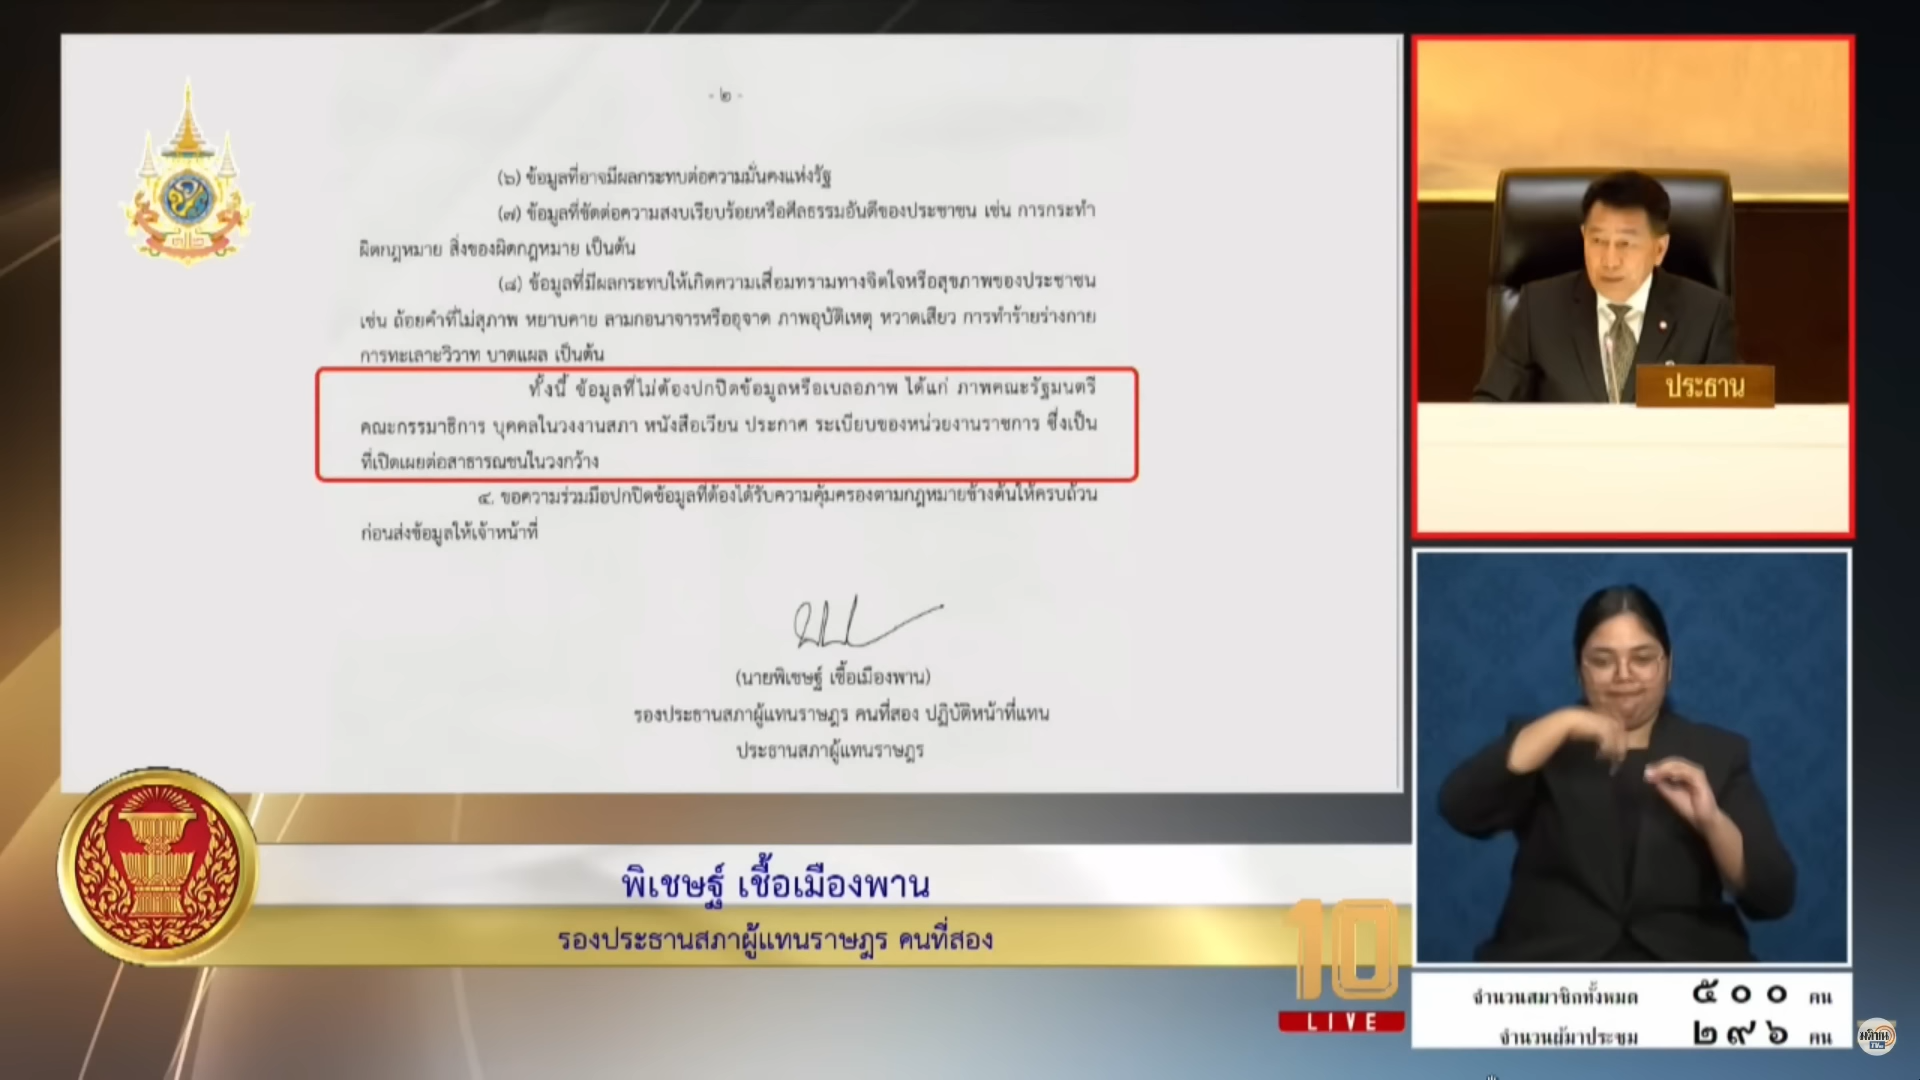 - ๒ -
(๖) ข้อมูลที่อาจมีผลกระทบต่อความมั่นคงแห่งรัฐ
(๗) ข้อมูลที่ขัดต่อความสงบเรียบร้อยหรือศีลธรรมอันดีของประชาชน เช่น การกระทำ
ผิดกฎหมาย สิ่งของผิดกฎหมาย เป็นต้น
(๘) ข้อมูลที่มีผลกระทบให้เกิดความเสื่อมทรามทางจิตใจหรือสุขภาพของประชาชน
เช่น ถ้อยคำที่ไม่สุภาพ หยาบคาย ลามกอนาจารหรืออุจาด ภาพอุบัติเหตุ หวาดเสียว การทำร้ายร่างกาย
การทะเลาะวิวาท บาดแผล เป็นต้น
ทั้งนี้ ข้อมูลที่ไม่ต้องปกปิดข้อมูลหรือเบลอภาพ ได้แก่ ภาพคณะรัฐมนตรี
คณะกรรมาธิการ บุคคลในวงงานสภา หนังสือเวียน ประกาศ ระเบียบของหน่วยงานราชการ ซึ่งเป็น
ที่เปิดเผยต่อสาธารณชนในวงกว้าง
๔. ขอความร่วมมือปกปิดข้อมูลที่ต้องได้รับความคุ้มครองตามกฎหมายข้างต้นให้ครบถ้วน
ก่อนส่งข้อมูลให้เจ้าหน้าที่
(นายพิเชษฐ์ เชื้อเมืองพาน)
รองประธานสภาผู้แทนราษฎร คนที่สอง ปฏิบัติหน้าที่แทน
ประธานสภาผู้แทนราษฎร
ประธาน
พิเชษฐ์ เชื้อเมืองพาน
รองประธานสภาผู้แทนราษฎร คนที่สอง
10
LIVE
จำนวนสมาชิกทั้งหมด ๕๐๐ คน
จำนวนผู้มาประชุม ๒๙๖ คน
มติชน